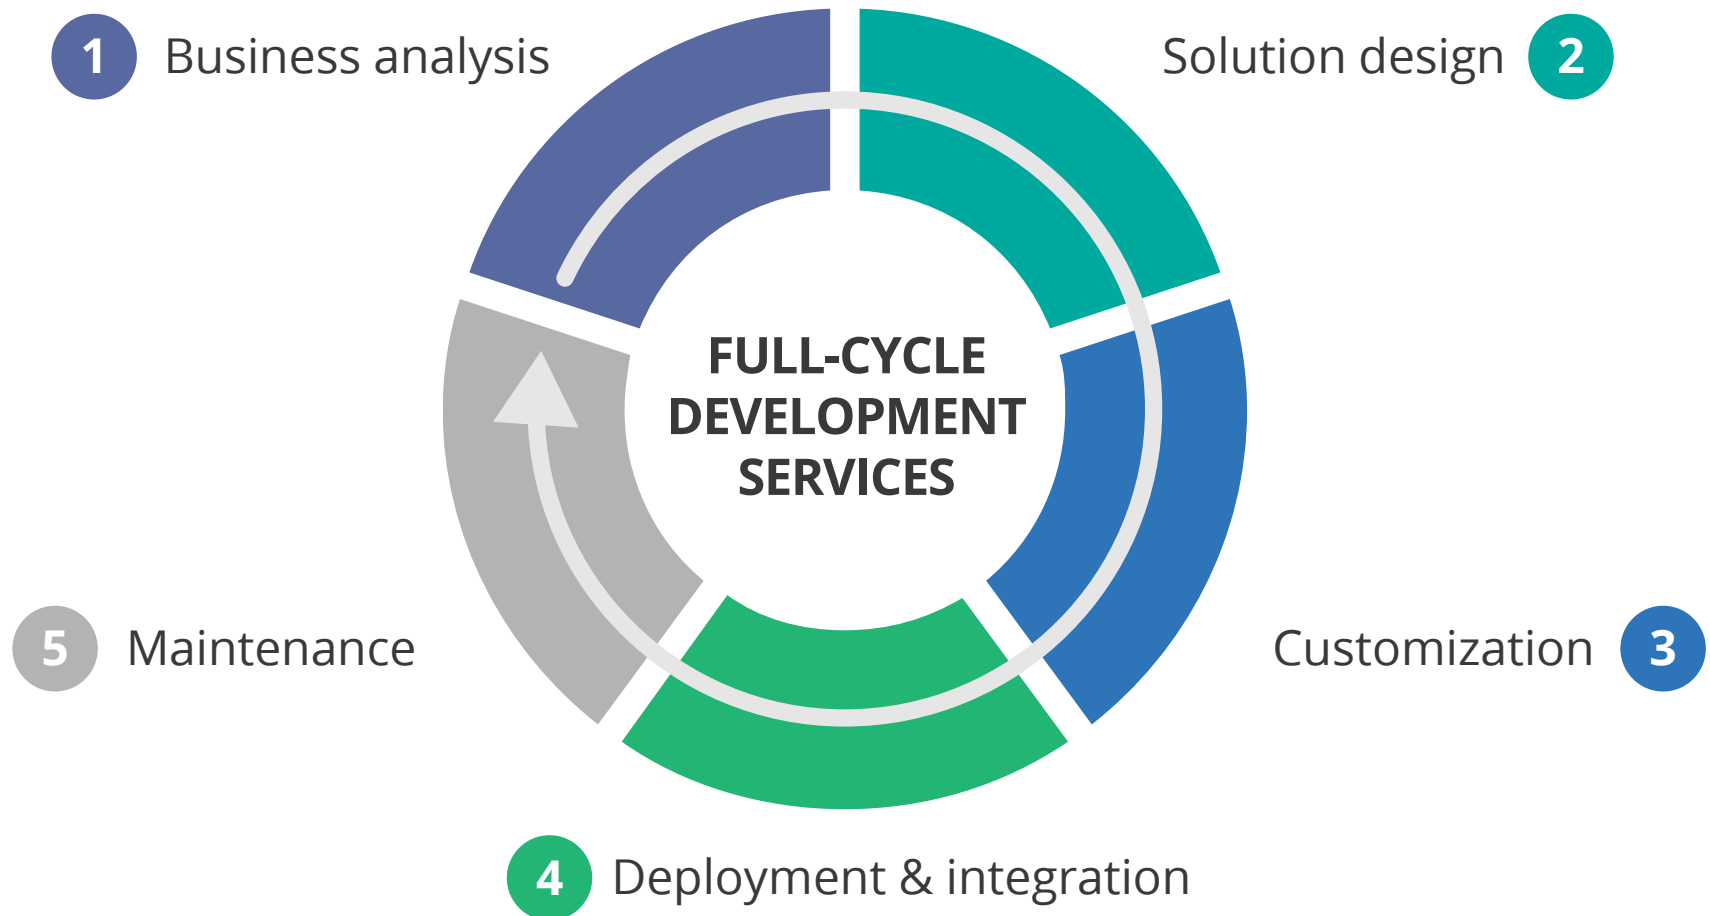 1 Business analysis
Solution design 2
FULL-CYCLE
DEVELOPMENT
SERVICES
5 Maintenance
Customization 3
4 Deployment & integration